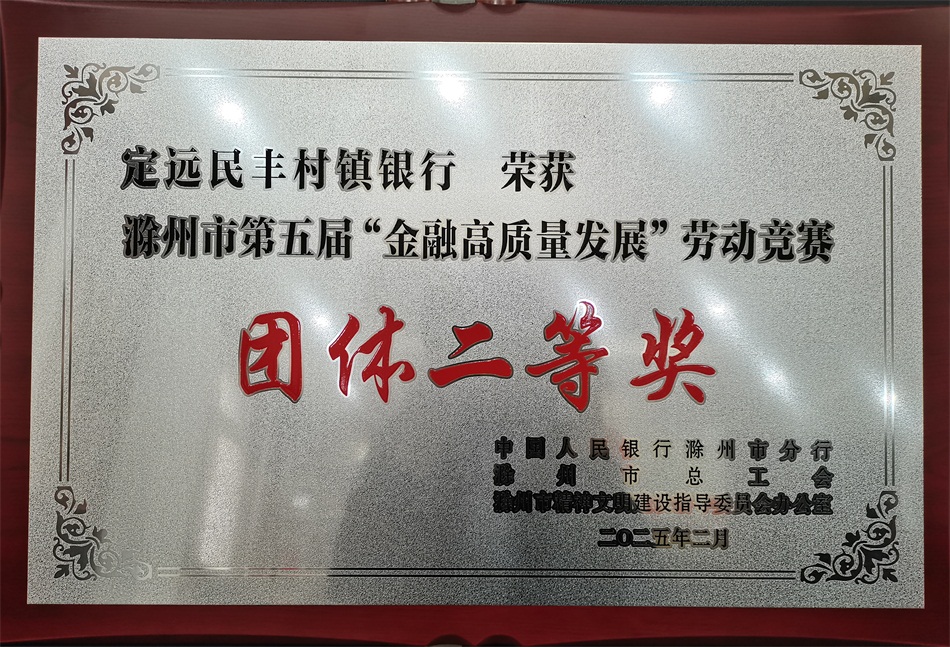 定远民丰村镇银行 荣获
滁州市第五届“金融高质量发展”劳动竞赛
团体二等奖
中国人民银行滁州市分行
滁州市总工会
滁州市精神文明建设指导委员会办公室
二〇二五年二月